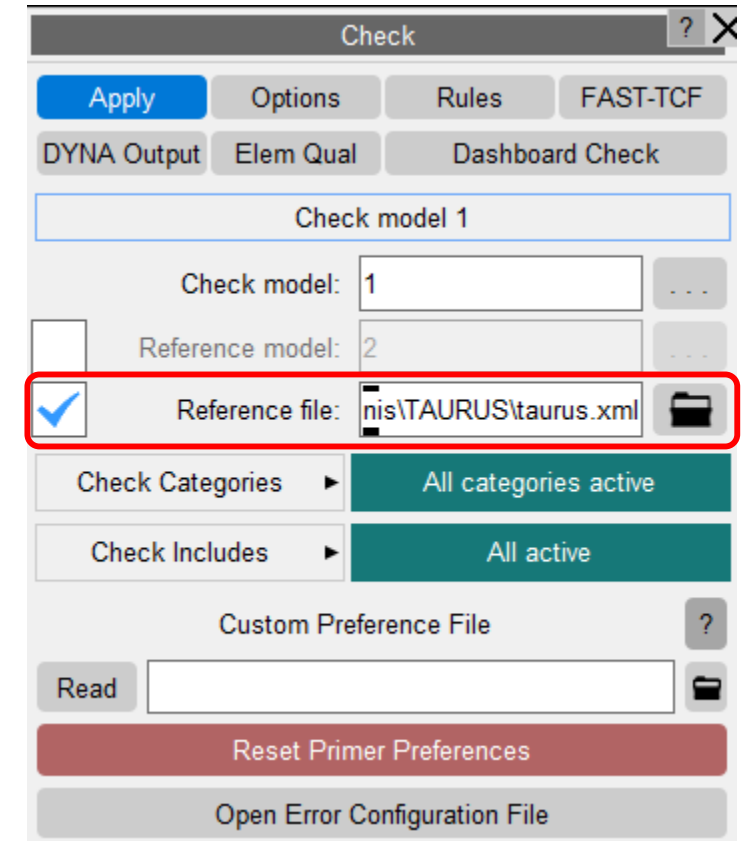 Check ?
Apply Options Rules FAST-TCF
DYNA Output Elem Qual Dashboard Check
Check model 1
Check model: 1 . . .
Reference model: 2 . . .
Reference file: nis\TAURUS\taurus.xml
Check Categories All categories active
Check Includes All active
Custom Preference File ?
Read
Reset Primer Preferences
Open Error Configuration File